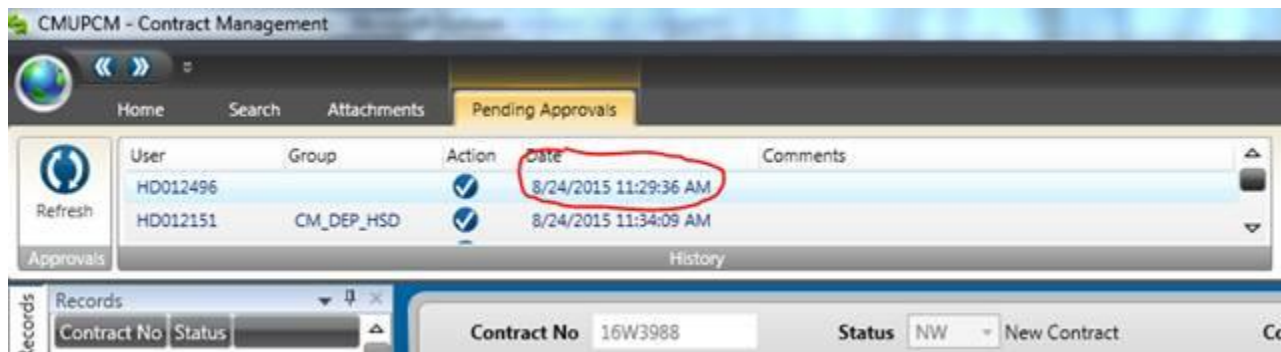 CMUPCM - Contract Management
Home Search Attachments Pending Approvals
User Group Action Date Comments
HD012496 8/24/2015 11:29:36 AM
Refresh
HD012151 CM_DEP_HSD 8/24/2015 11:34:09 AM
Approvals History
Records
Records
Contract No Status
Contract No 16W3988 Status NW New Contract Co